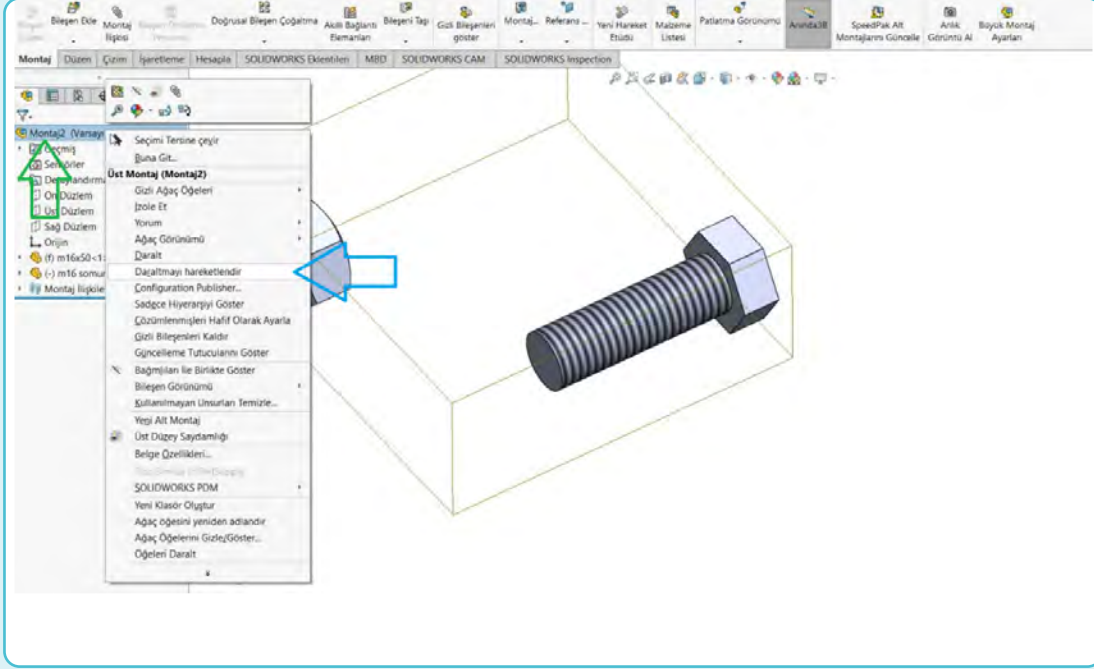 Bileşen Ekle
Montaj
İlişkisi
Doğrusal Bileşen Çoğaltma
Akıllı Bağlantı
Elemanları
Bileşeni Taşı
Gizli Bileşenleri
göster
Montaj...
Referans ...
Yeni Hareket
Etüdü
Malzeme
Listesi
Patlatma Görünümü
Anında3B
SpeedPak Alt
Montajlarını Güncelle
Anlık
Görüntü Al
Büyük Montaj
Ayarları
Montaj Düzen Çizim İşaretleme Hesapla SOLIDWORKS Eklentileri MBD SOLIDWORKS CAM SOLIDWORKS Inspection
Montaj2 (Varsayı
Geçmiş
Sensörler
Detaylandırma
Ön Düzlem
Üst Düzlem
Sağ Düzlem
Orijin
(f) m16x50<1
(-) m16 somun
Montaj İlişkile
Seçimi Tersine çevir
Buna Git...
Üst Montaj (Montaj2)
Gizli Ağaç Öğeleri
İzole Et
Yorum
Ağaç Görünümü
Daralt
Daraltmayı hareketlendir
Configuration Publisher...
Sadece Hiyerarşiyi Göster
Çözümlenmişleri Hafif Olarak Ayarla
Gizli Bileşenleri Kaldır
Güncelleme Tutucularını Göster
Bağımlıları İle Birlikte Göster
Bileşen Görünümü
Kullanılmayan Unsurları Temizle...
Yeni Alt Montaj
Üst Düzey Saydamlığı
Belge Özellikleri...
SOLIDWORKS PDM
Yeni Klasör Oluştur
Ağaç öğesini yeniden adlandır
Ağaç Öğelerini Gizle/Göster...
Öğeleri Daralt